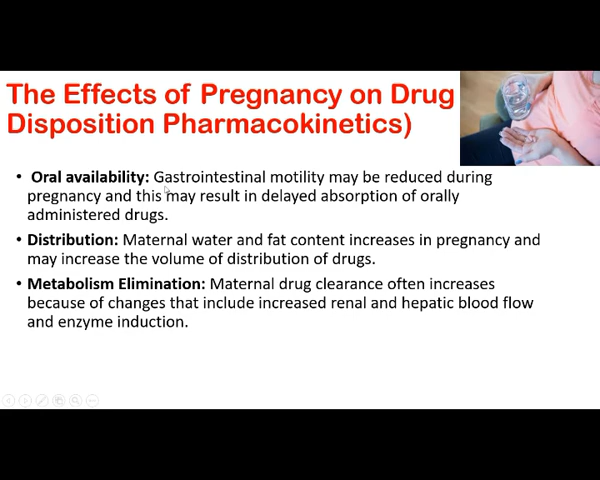 The Effects of Pregnancy on Drug
Disposition Pharmacokinetics)
• Oral availability: Gastrointestinal motility may be reduced during
pregnancy and this may result in delayed absorption of orally
administered drugs.
• Distribution: Maternal water and fat content increases in pregnancy and
may increase the volume of distribution of drugs.
• Metabolism Elimination: Maternal drug clearance often increases
because of changes that include increased renal and hepatic blood flow
and enzyme induction.